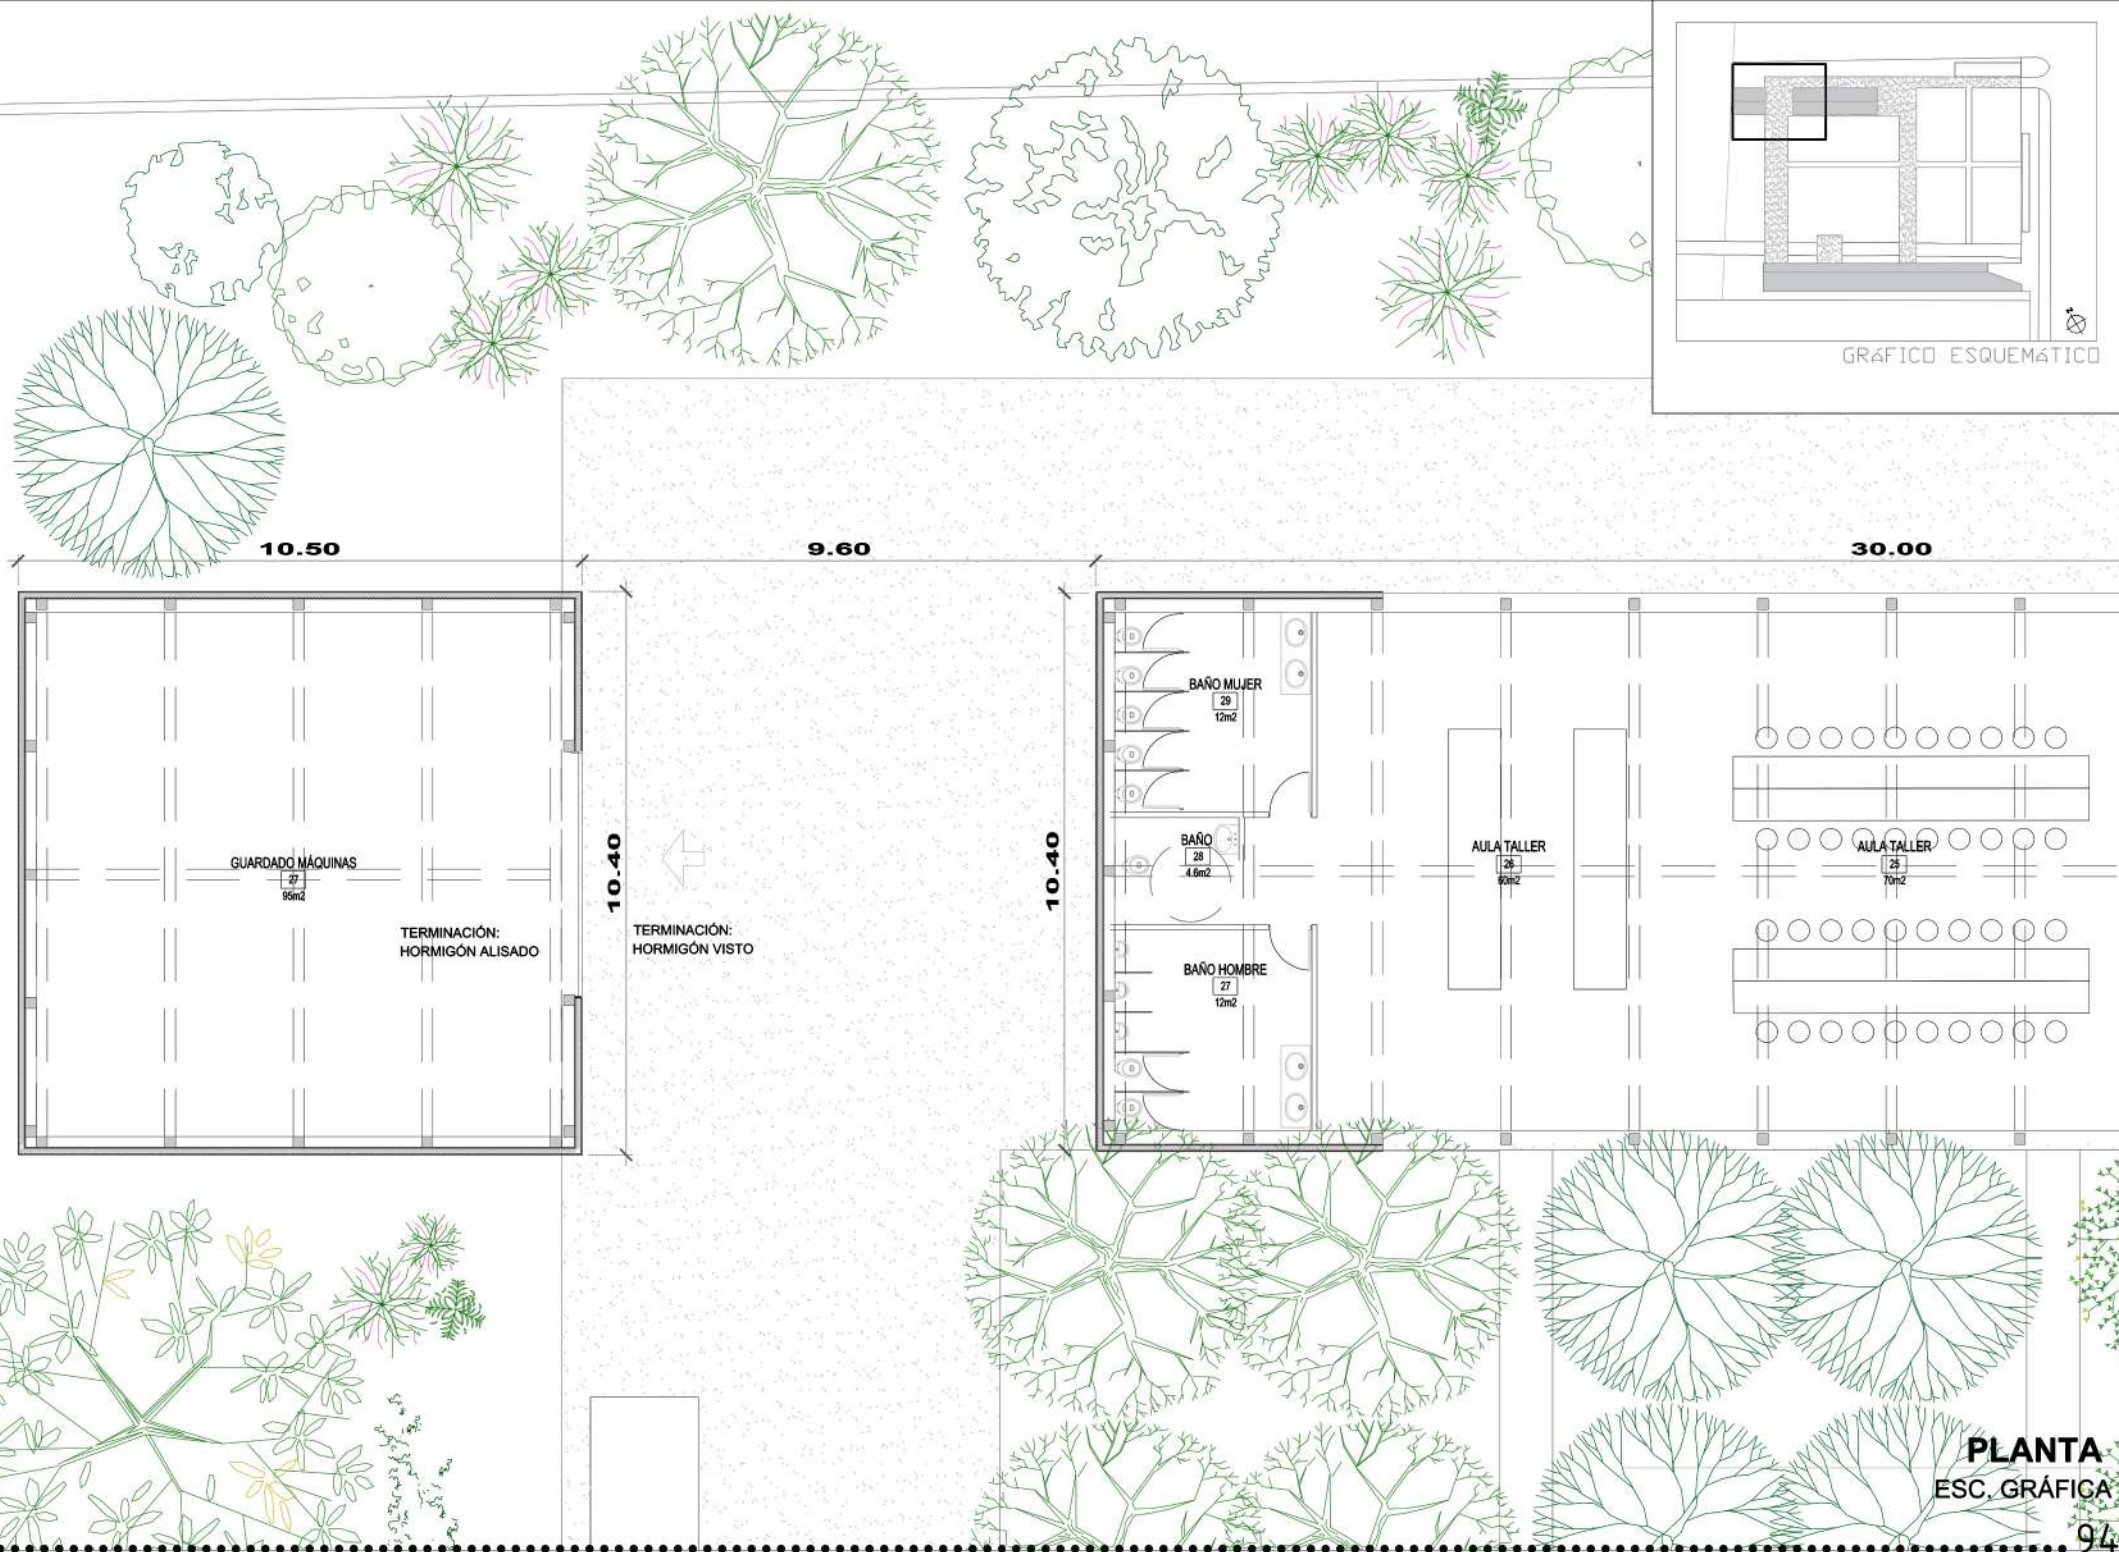 GRÁFICO ESQUEMÁTICO
10.50
9.60
30.00
BAÑO MUJER
29
12m2
10.40
10.40
BAÑO
28
4.6m2
AULA TALLER
26
60m2
AULA TALLER
25
70m2
GUARDADO MÁQUINAS
27
95m2
TERMINACIÓN:
HORMIGÓN ALISADO
TERMINACIÓN:
HORMIGÓN VISTO
BAÑO HOMBRE
27
12m2
PLANTA
ESC. GRÁFICA
94